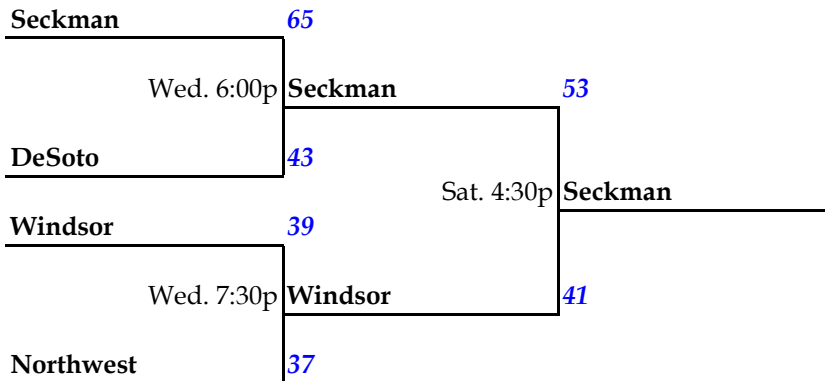 Seckman 65
Wed. 6:00p Seckman 53
DeSoto 43
Sat. 4:30p Seckman
Windsor 39
Wed. 7:30p Windsor 41
Northwest 37